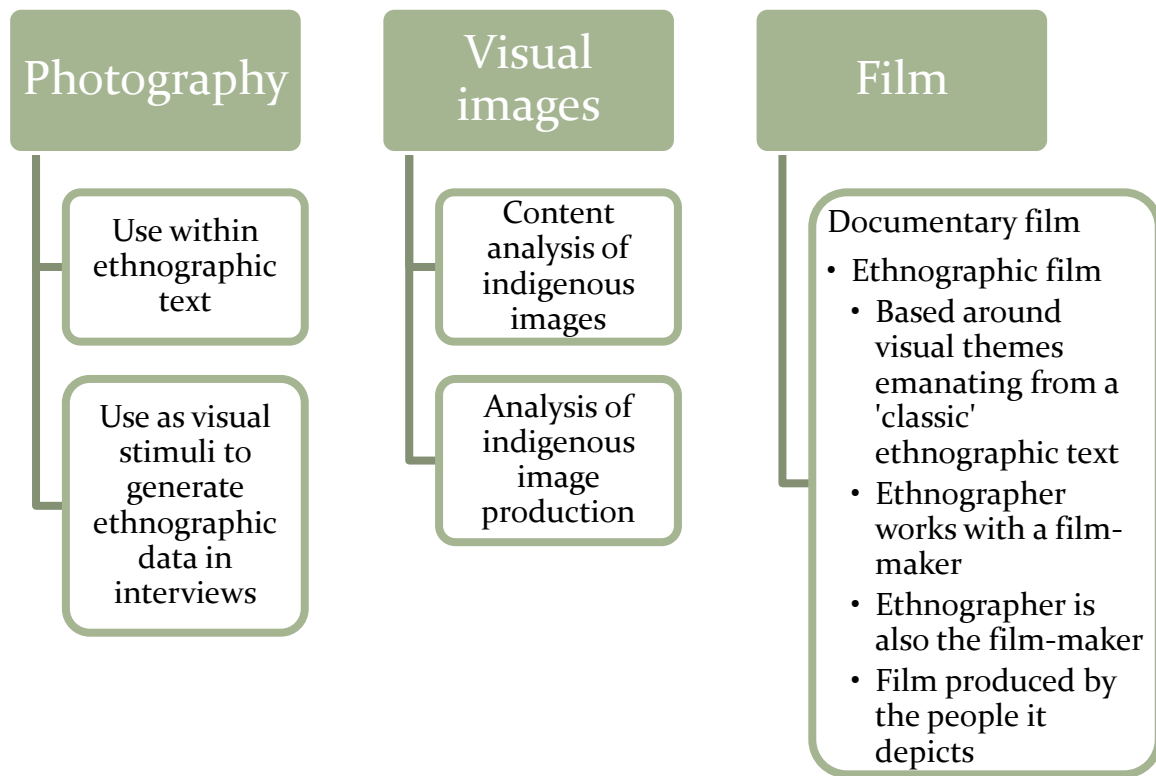 Photography
Use within
ethnographic
text
Use as visual
stimuli to
generate
ethnographic
data in
interviews
Visual
images
Content
analysis of
indigenous
images
Analysis of
indigenous
image
production
Film
Documentary film
• Ethnographic film
• Based around
visual themes
emanating from a
'classic'
ethnographic text
• Ethnographer
works with a film-
maker
• Ethnographer is
also the film-maker
• Film produced by
the people it
depicts